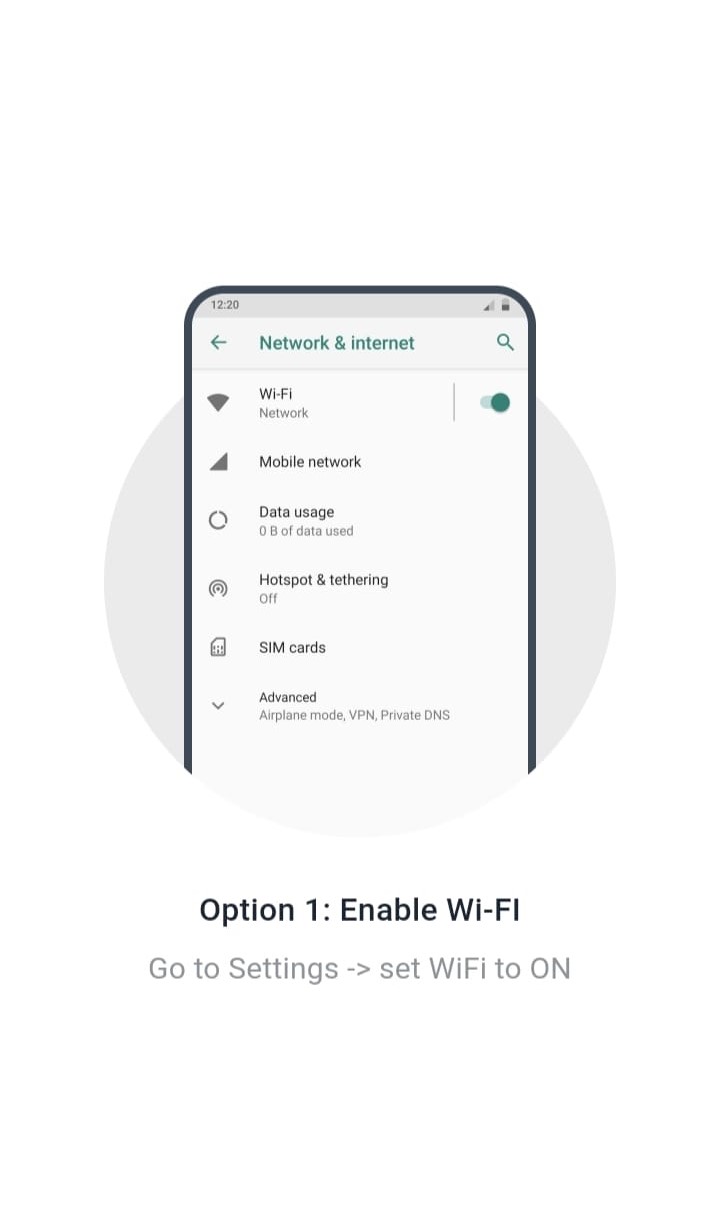 12:20
Network & internet
Wi-Fi
Network
Mobile network
Data usage
0 B of data used
Hotspot & tethering
Off
SIM cards
Advanced
Airplane mode, VPN, Private DNS
Option 1: Enable Wi-FI
Go to Settings -> set WiFi to ON